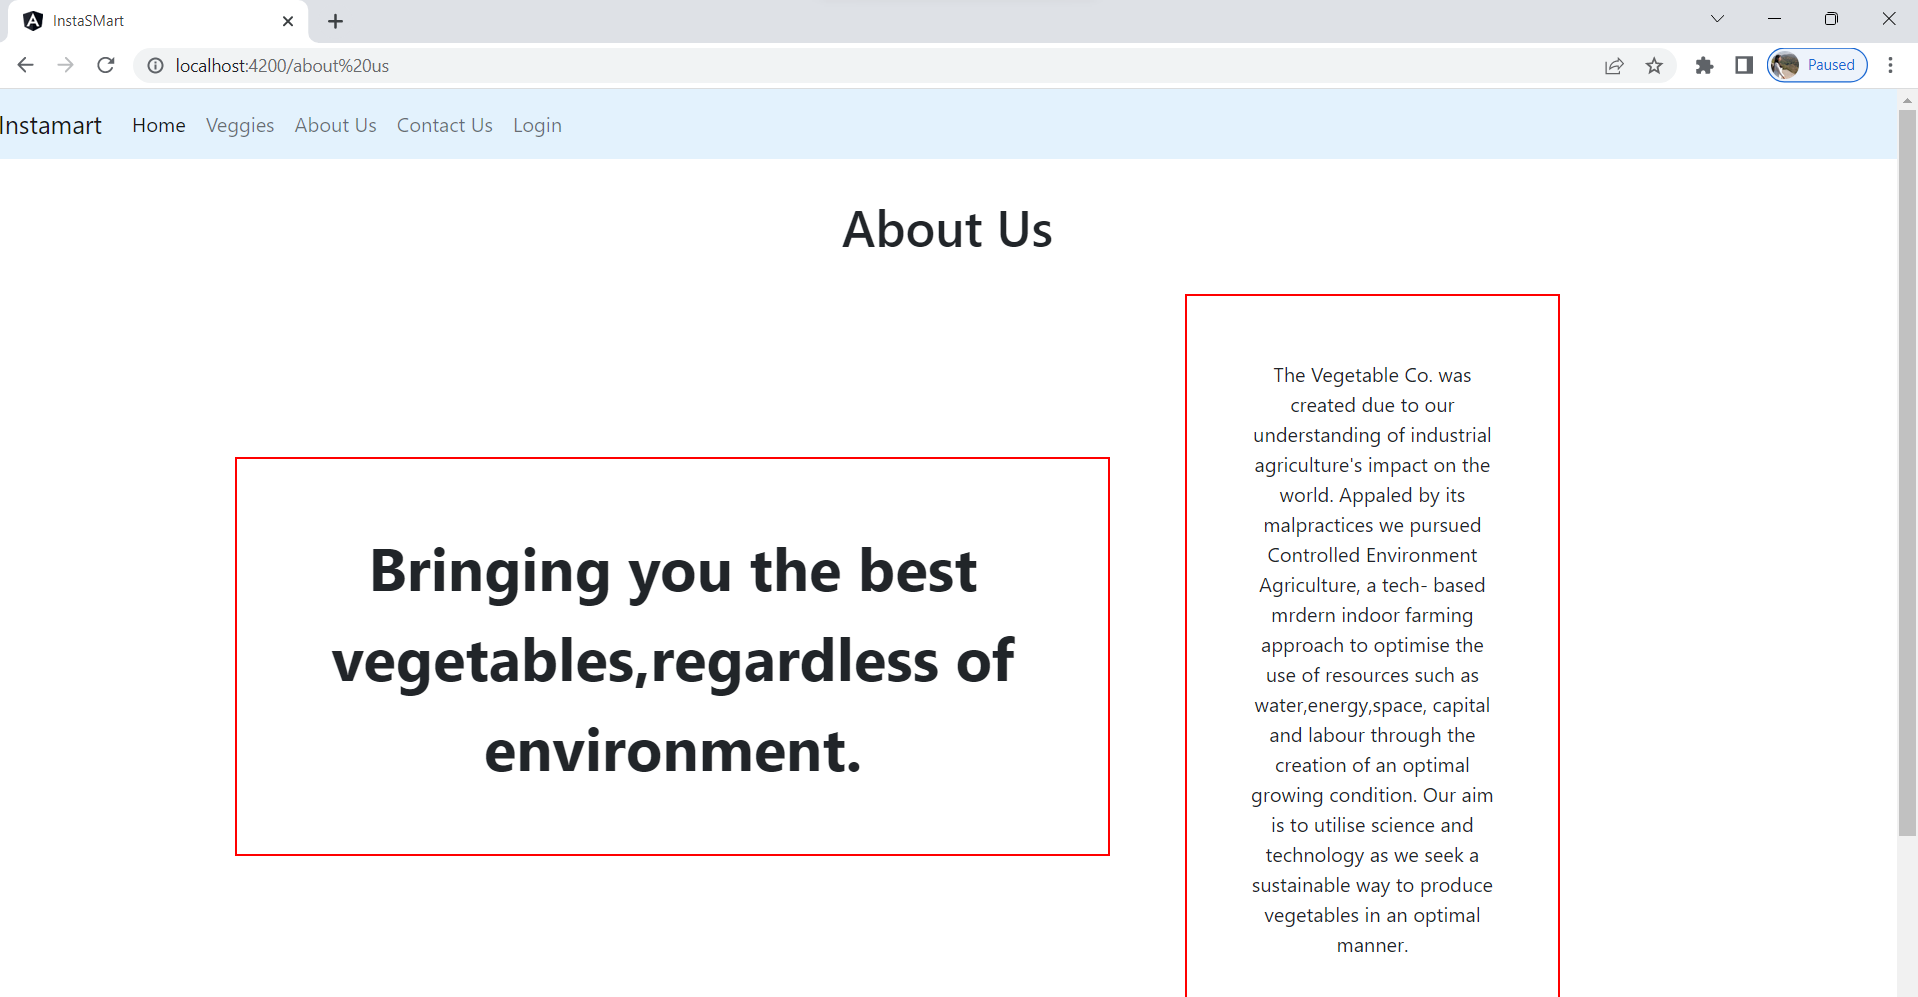 InstaSMart
localhost:4200/about%20us
Paused
Instamart Home Veggies About Us Contact Us Login
About Us
Bringing you the best
vegetables,regardless of
environment.
The Vegetable Co. was
created due to our
understanding of industrial
agriculture's impact on the
world. Appaled by its
malpractices we pursued
Controlled Environment
Agriculture, a tech- based
mrdern indoor farming
approach to optimise the
use of resources such as
water,energy,space, capital
and labour through the
creation of an optimal
growing condition. Our aim
is to utilise science and
technology as we seek a
sustainable way to produce
vegetables in an optimal
manner.